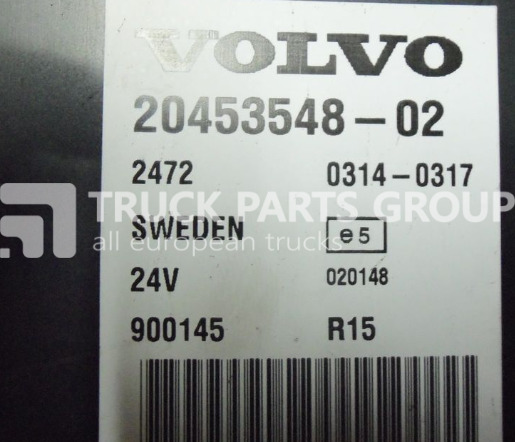 VOLVO
20453548-02
2472 0314-0317
TRUCK PARTS GROUP
SWEDEN e5
all european trucks
24V 020148
900145 R15